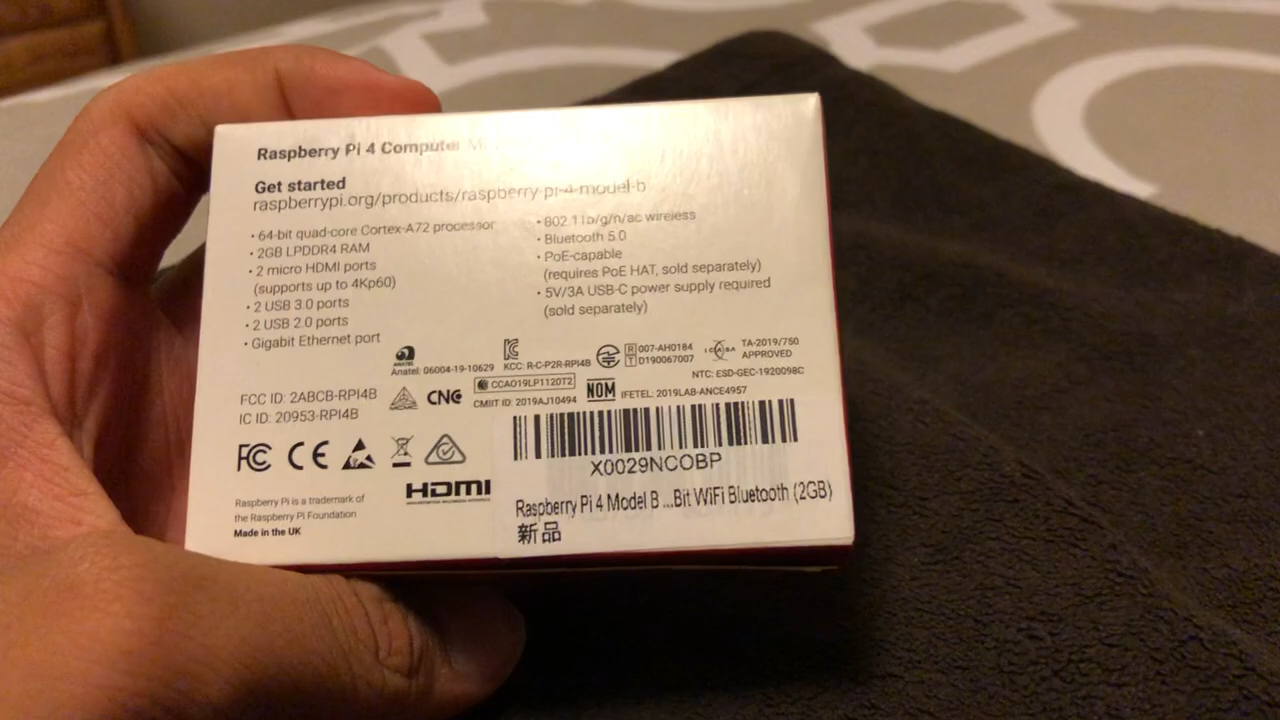 Raspberry Pi 4 Computer
Get started
raspberrypi.org/products/raspberry-pi-4-model-b
• 64-bit quad-core Cortex-A72 processor
• 2GB LPDDR4 RAM
• 2 micro HDMI ports
(supports up to 4Kp60)
• 2 USB 3.0 ports
• 2 USB 2.0 ports
• Gigabit Ethernet port
• 802.11b/g/n/ac wireless
• Bluetooth 5.0
• PoE-capable
(requires PoE HAT, sold separately)
• 5V/3A USB-C power supply required
(sold separately)
ANATEL
Anatel: 06004-19-10629
KCC: R-C-P2R-RPI4B
R 007-AH0184
T D190067007
ICASA
TA-2019/750
APPROVED
NTC: ESD-GEC-1920098C
FCC ID: 2ABCB-RPI4B
IC ID: 20953-RPI4B
CNC
CCAO19LP1120T2
CMIIT ID: 2019AJ10494
NOM
IFETEL: 2019LAB-ANCE4957
FC CE
HDMI
Raspberry Pi is a trademark of
the Raspberry Pi Foundation
Made in the UK
X0029NCOBP
Raspberry Pi 4 Model B ...Bit WiFi Bluetooth (2GB)
新品